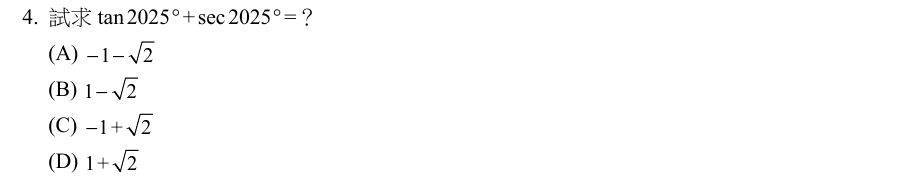 4. 試求 tan 2025° + sec 2025° = ?
(A) −1−√2
(B) 1−√2
(C) −1+√2
(D) 1+√2